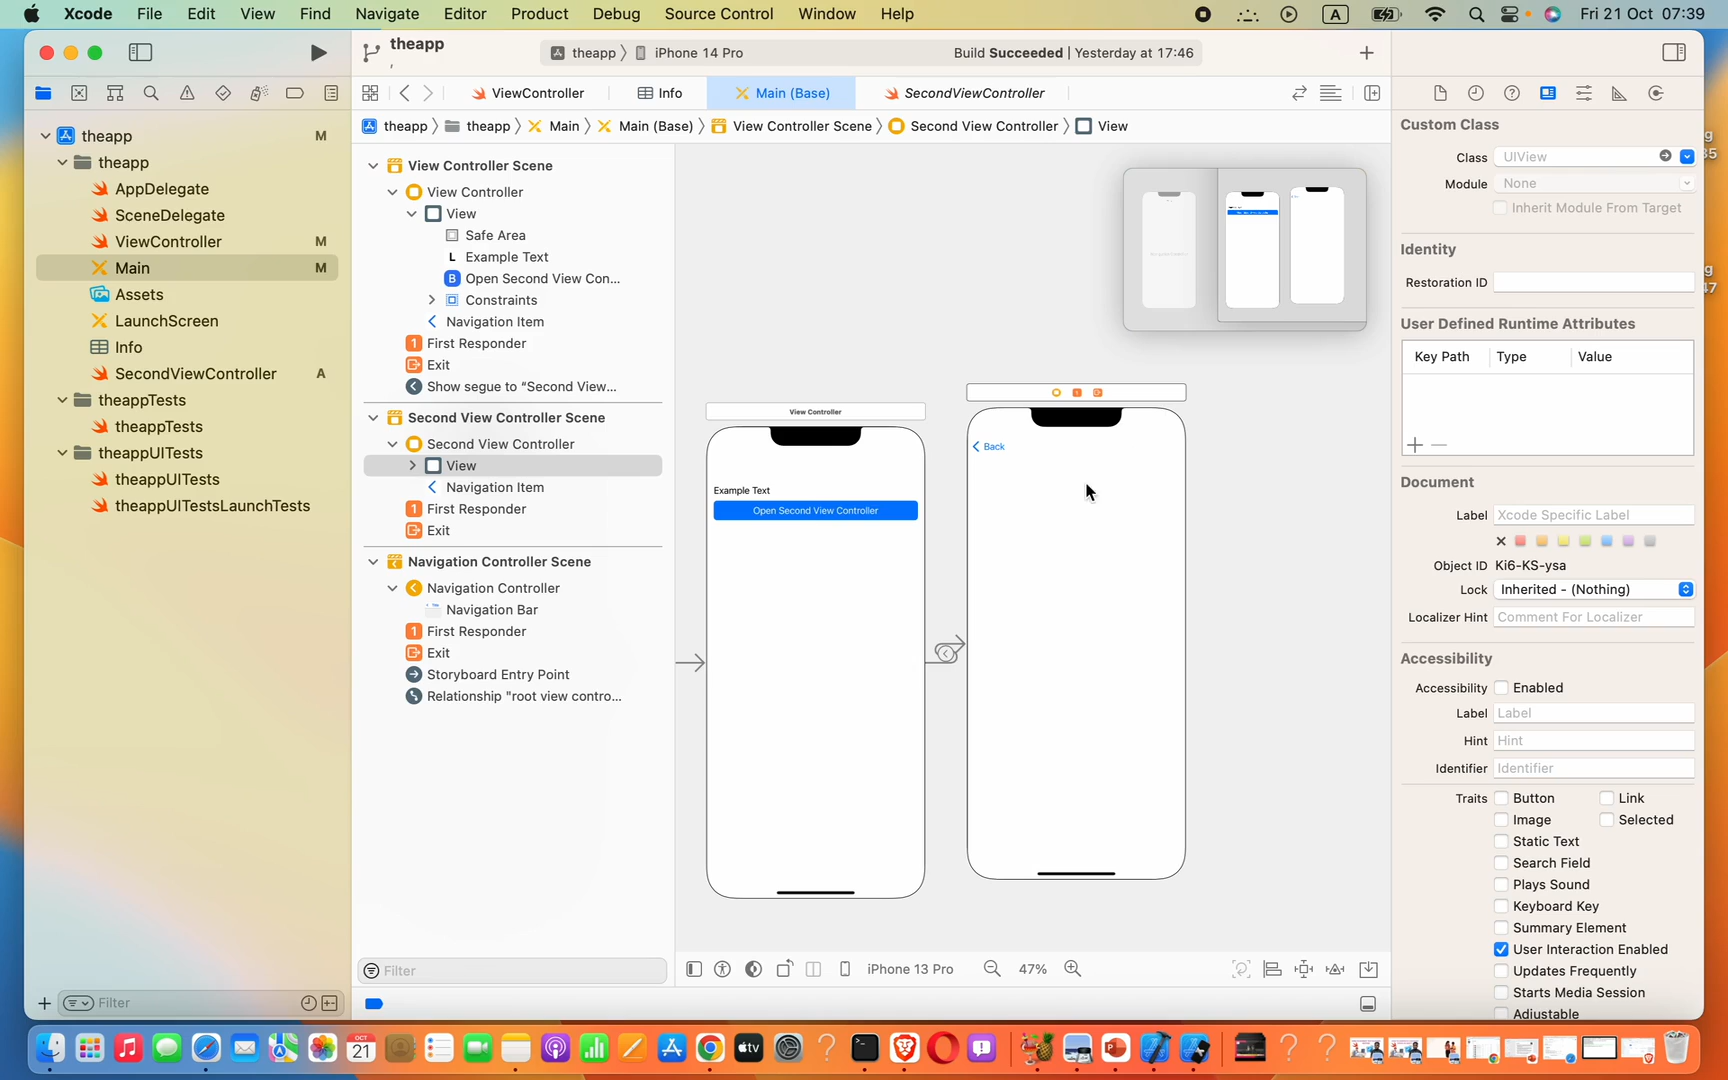 Xcode File Edit View Find Navigate Editor Product Debug Source Control Window Help
A
Fri 21 Oct 07:39
theapp
theapp 〉 iPhone 14 Pro
Build Succeeded | Yesterday at 17:46
ViewController
Info
Main (Base)
SecondViewController
theapp 〉 theapp 〉 Main 〉 Main (Base) 〉 View Controller Scene 〉 Second View Controller 〉 View
theapp M
theapp
AppDelegate
SceneDelegate
ViewController M
Main M
Assets
LaunchScreen
Info
SecondViewController A
theappTests
theappTests
theappUITests
theappUITests
theappUITestsLaunchTests
Filter
View Controller Scene
View Controller
View
Safe Area
L Example Text
B Open Second View Con...
Constraints
Navigation Item
1 First Responder
Exit
Show segue to “Second View...
Second View Controller Scene
Second View Controller
View
Navigation Item
1 First Responder
Exit
Navigation Controller Scene
Navigation Controller
Navigation Bar
1 First Responder
Exit
Storyboard Entry Point
Relationship "root view contro...
Filter
View Controller
Example Text
Open Second View Controller
Back
iPhone 13 Pro
47%
Custom Class
Class UIView
Module None
Inherit Module From Target
Identity
Restoration ID
User Defined Runtime Attributes
Key Path Type Value
Document
Label Xcode Specific Label
Object ID Ki6-KS-ysa
Lock Inherited - (Nothing)
Localizer Hint Comment For Localizer
Accessibility
Accessibility Enabled
Label Label
Hint Hint
Identifier Identifier
Traits Button Link
Image Selected
Static Text
Search Field
Plays Sound
Keyboard Key
Summary Element
User Interaction Enabled
Updates Frequently
Starts Media Session
Adjustable
g
35
g
17
OCT
21
tv